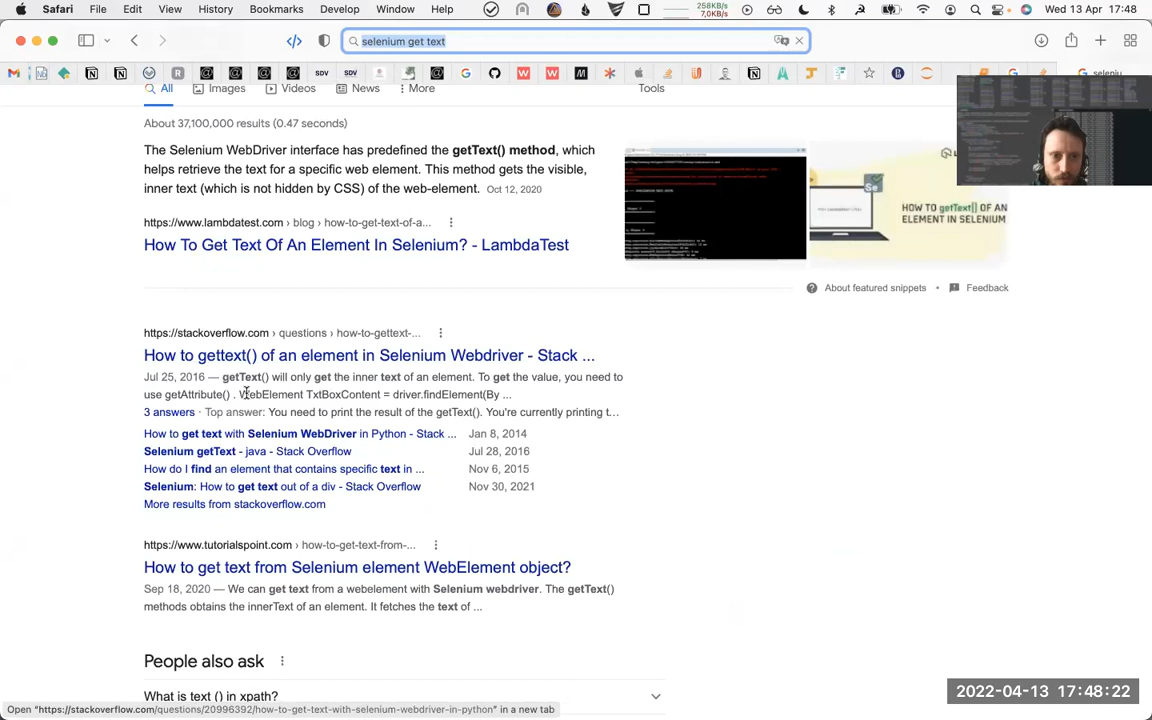 Safari File Edit View History Bookmarks Develop Window Help 258KB/s 7,0KB/s Wed 13 Apr 17:48
selenium get text
SDV SDV seleniu
All Images Videos News More Tools
About 37,100,000 results (0.47 seconds)
The Selenium WebDriver interface has predefined the getText() method, which
helps retrieve the text for a specific web element. This method gets the visible,
inner text (which is not hidden by CSS) of the web-element. Oct 12, 2020
https://www.lambdatest.com › blog › how-to-get-text-of-a...
How To Get Text Of An Element In Selenium? - LambdaTest
HOW TO getText() OF AN
ELEMENT IN SELENIUM
About featured snippets • Feedback
https://stackoverflow.com › questions › how-to-gettext-...
How to gettext() of an element in Selenium Webdriver - Stack ...
Jul 25, 2016 — getText() will only get the inner text of an element. To get the value, you need to
use getAttribute() . WebElement TxtBoxContent = driver.findElement(By ...
3 answers · Top answer: You need to print the result of the getText(). You're currently printing t...
How to get text with Selenium WebDriver in Python - Stack ... Jan 8, 2014
Selenium getText - java - Stack Overflow Jul 28, 2016
How do I find an element that contains specific text in ... Nov 6, 2015
Selenium: How to get text out of a div - Stack Overflow Nov 30, 2021
More results from stackoverflow.com
https://www.tutorialspoint.com › how-to-get-text-from-...
How to get text from Selenium element WebElement object?
Sep 18, 2020 — We can get text from a webelement with Selenium webdriver. The getText()
methods obtains the innerText of an element. It fetches the text of ...
People also ask
What is text () in xpath?
Open "https://stackoverflow.com/questions/20996392/how-to-get-text-with-selenium-webdriver-in-python" in a new tab
2022-04-13 17:48:22